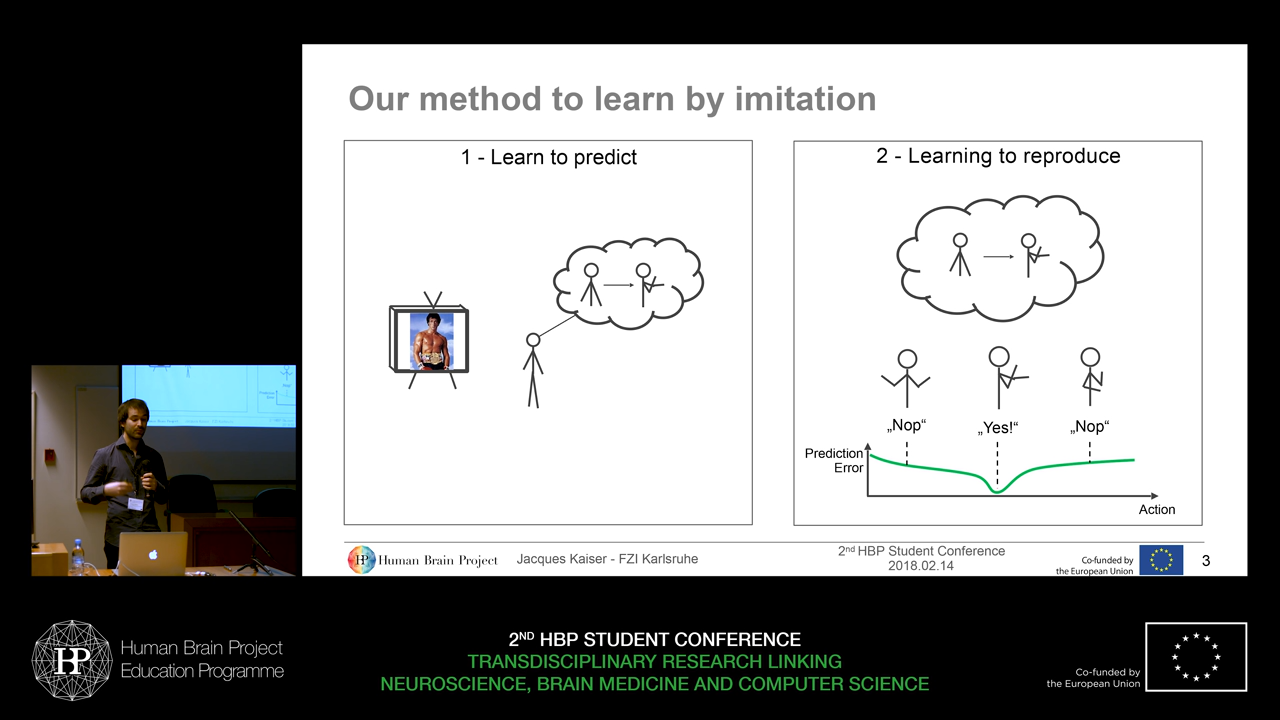 Our method to learn by imitation
1 - Learn to predict
2 - Learning to reproduce
„Nop“
„Yes!“
„Nop“
Prediction
Error
Action
HP Human Brain Project
Jacques Kaiser - FZI Karlsruhe
2nd HBP Student Conference
2018.02.14
Co-funded by
the European Union
3
HP
Human Brain Project
Education Programme
2ND HBP STUDENT CONFERENCE
TRANSDISCIPLINARY RESEARCH LINKING
NEUROSCIENCE, BRAIN MEDICINE AND COMPUTER SCIENCE
Co-funded by
the European Union